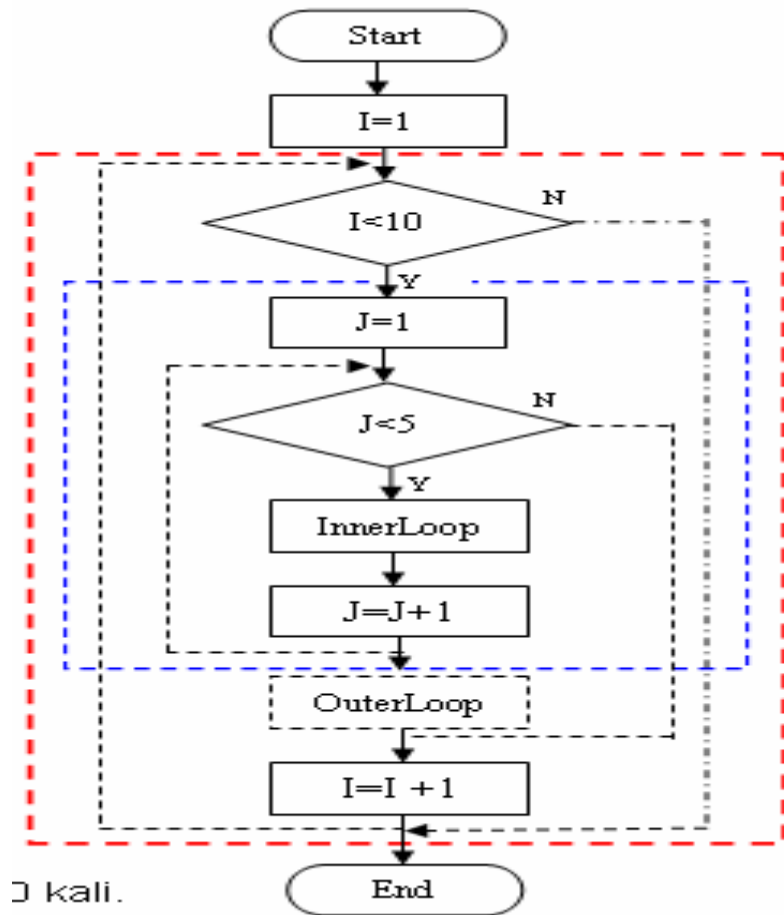 Start
I=1
I<10
N
Y
J=1
J<5
N
Y
InnerLoop
J=J+1
OuterLoop
I=I +1
End
kali.